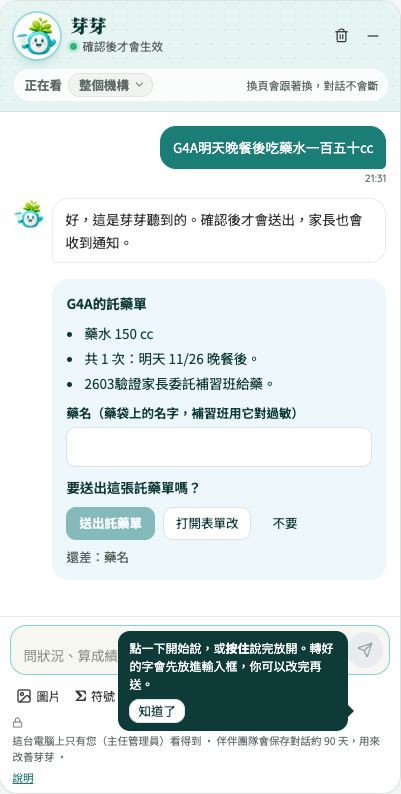 芽芽
確認後才會生效
正在看 整個機構 換頁會跟著換，對話不會斷
G4A明天晚餐後吃藥水一百五十cc
21:31
好，這是芽芽聽到的。確認後才會送出，家長也會
收到通知。
G4A的託藥單
• 藥水 150 cc
• 共 1 次：明天 11/26 晚餐後。
• 2603驗證家長委託補習班給藥。
藥名（藥袋上的名字，補習班用它對過敏）
要送出這張託藥單嗎？
送出託藥單 打開表單改 不要
還差：藥名
問狀況、算成績
點一下開始說，或按住說完放開。轉好
的字會先放進輸入框，你可以改完再
送。
知道了
圖片 符號
這台電腦上只有您（主任管理員）看得到 · 伴伴團隊會保存對話約 90 天，用來
改善芽芽 ·
說明